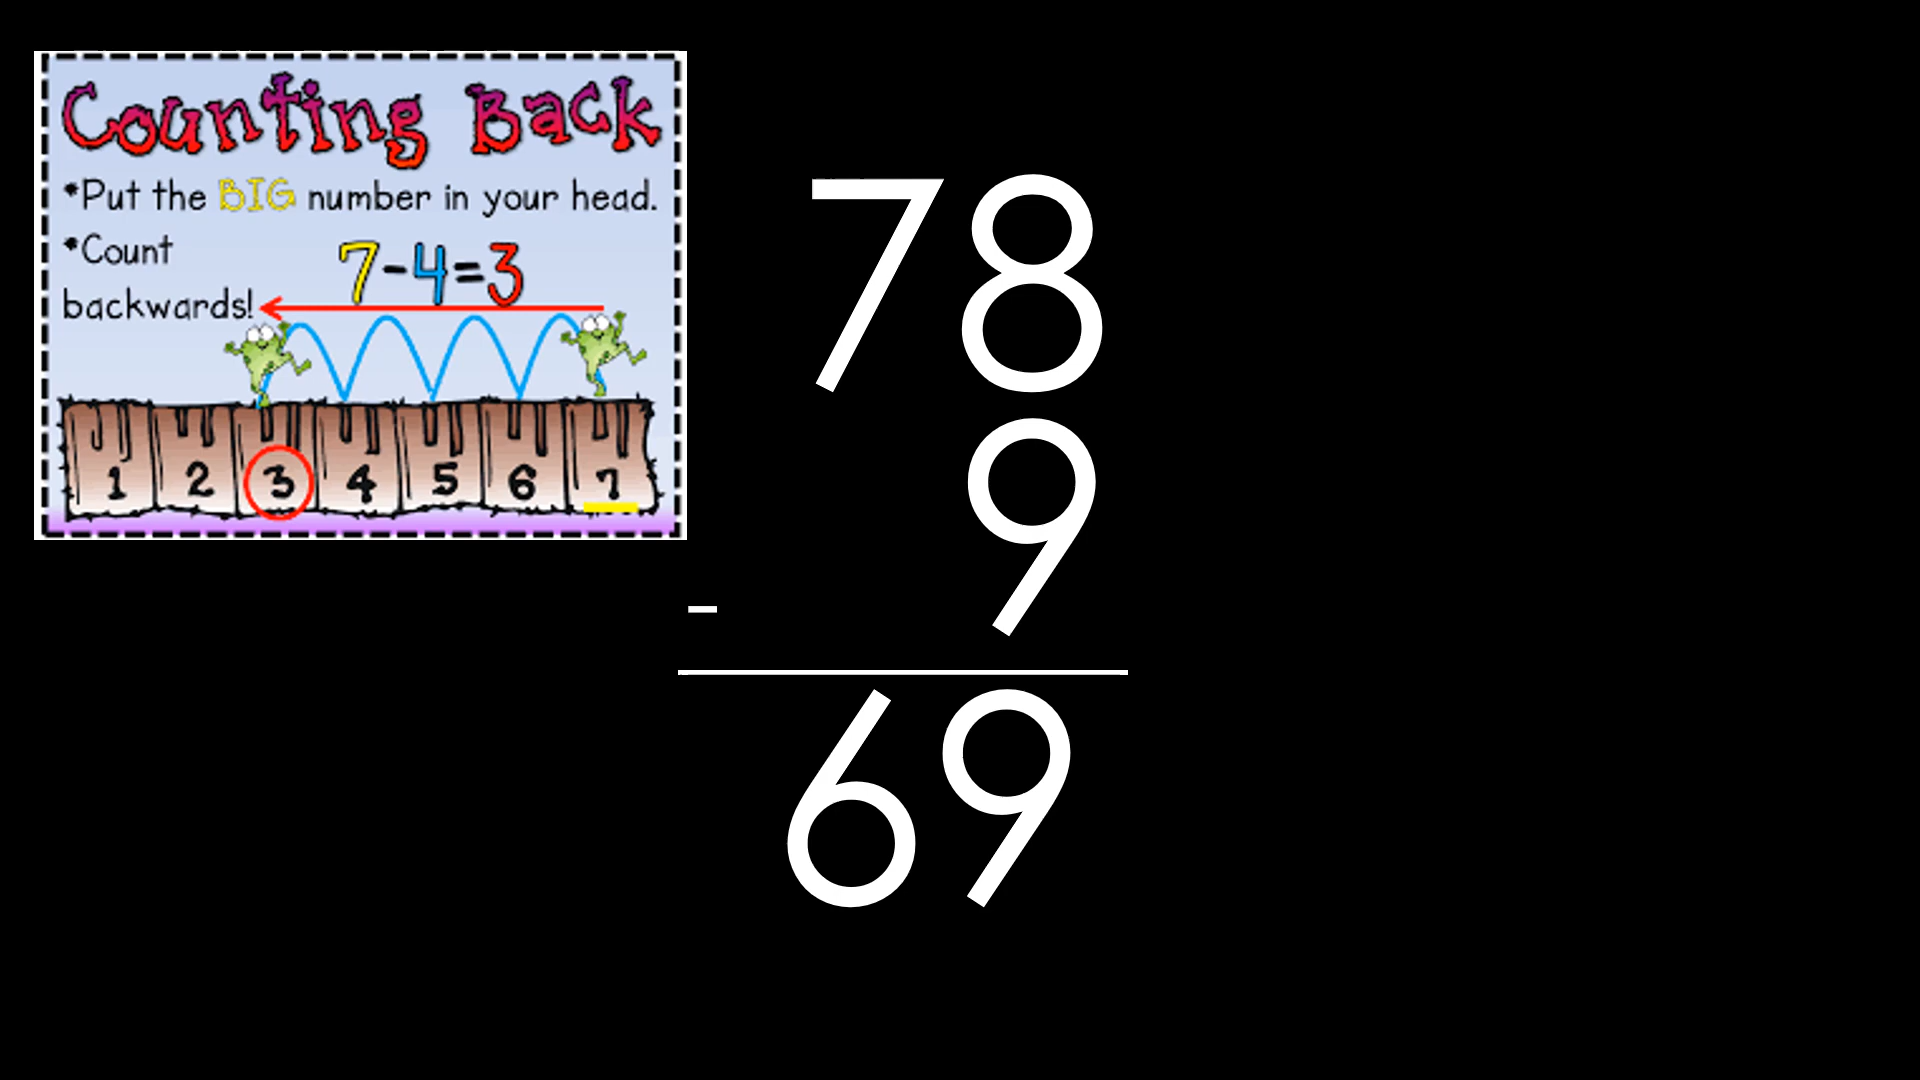 Counting Back
*Put the BIG number in your head.
*Count
backwards!
7-4=3
1 2 3 4 5 6 7
78
9
-
69